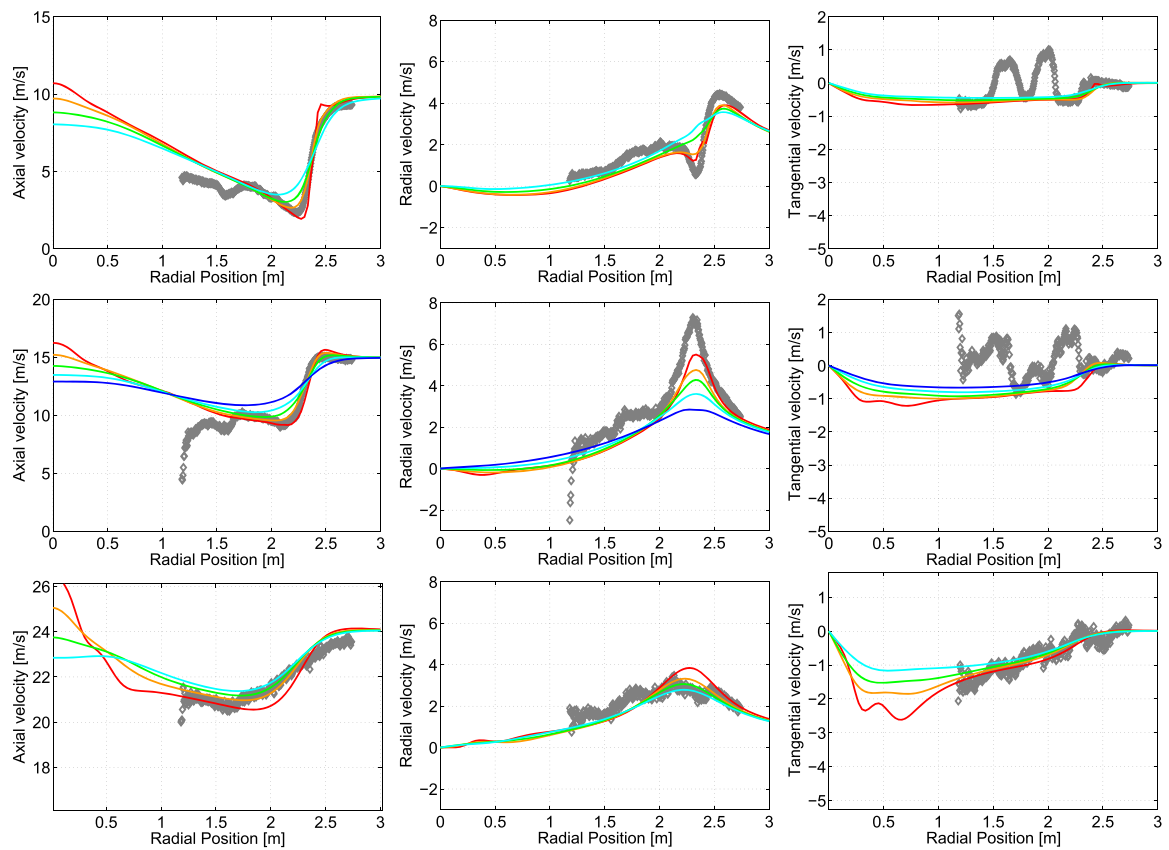 Axial velocity [m/s]
15
10
5
0
0 0.5 1 1.5 2 2.5 3
Radial Position [m]
Radial velocity [m/s]
8
6
4
2
0
−2
0 0.5 1 1.5 2 2.5 3
Radial Position [m]
Tangential velocity [m/s]
2
1
0
−1
−2
−3
−4
−5
0 0.5 1 1.5 2 2.5 3
Radial Position [m]
Axial velocity [m/s]
20
15
10
5
0
0 0.5 1 1.5 2 2.5 3
Radial Position [m]
Radial velocity [m/s]
8
6
4
2
0
−2
0 0.5 1 1.5 2 2.5 3
Radial Position [m]
Tangential velocity [m/s]
2
1
0
−1
−2
−3
−4
−5
0 0.5 1 1.5 2 2.5 3
Radial Position [m]
Axial velocity [m/s]
26
24
22
20
18
0 0.5 1 1.5 2 2.5 3
Radial Position [m]
Radial velocity [m/s]
8
6
4
2
0
−2
0 0.5 1 1.5 2 2.5 3
Radial Position [m]
Tangential velocity [m/s]
1
0
−1
−2
−3
−4
−5
0 0.5 1 1.5 2 2.5 3
Radial Position [m]